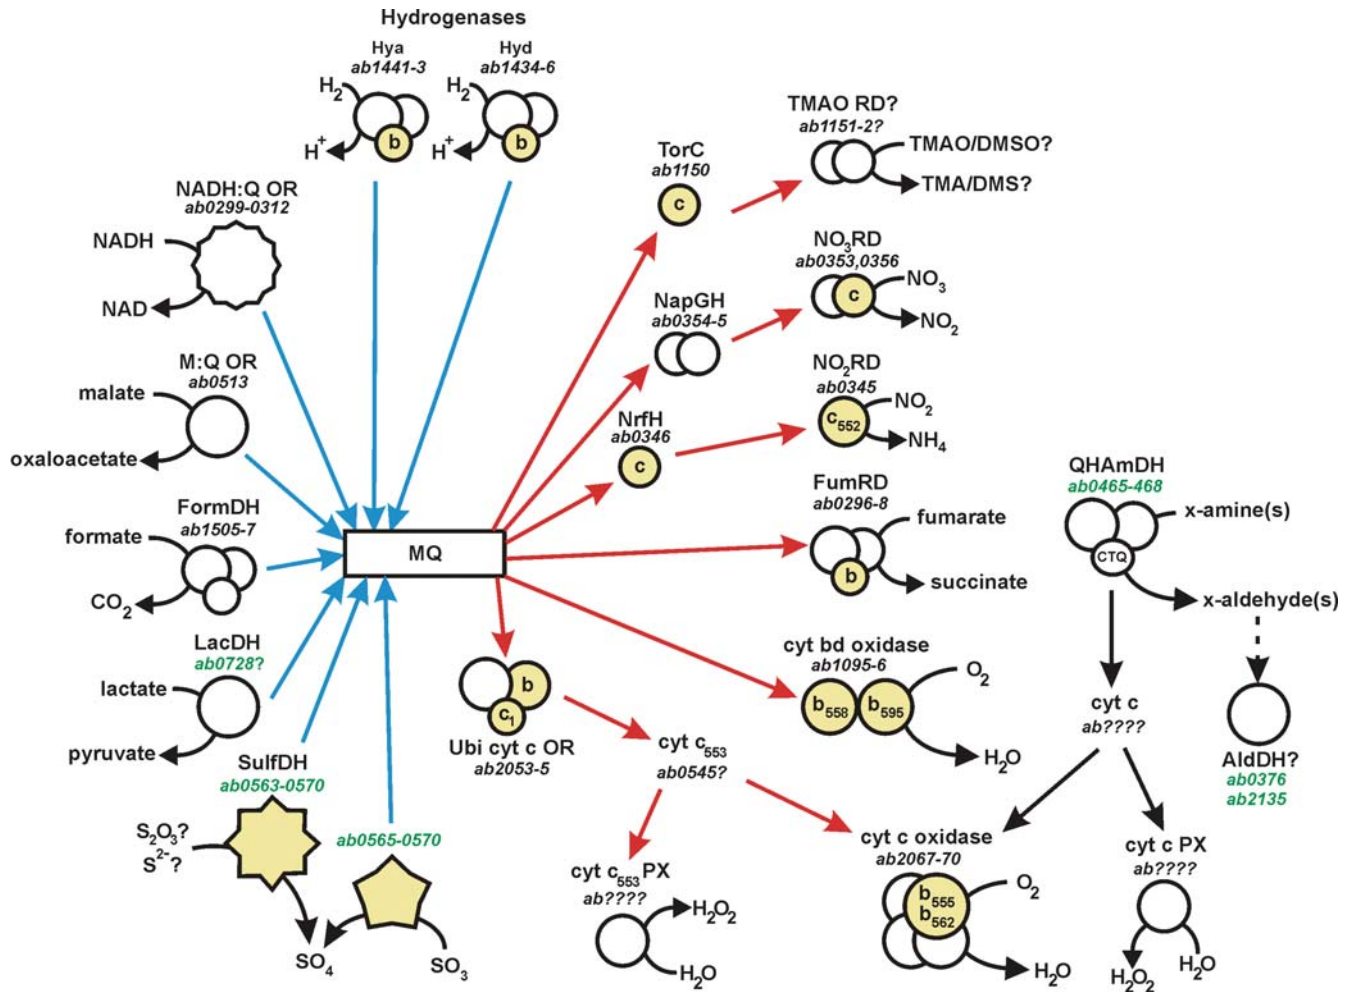 Hydrogenases
Hya
ab1441-3
H2
H+
b
Hyd
ab1434-6
H2
H+
b
NADH:Q OR
ab0299-0312
NADH
NAD
M:Q OR
ab0513
malate
oxaloacetate
FormDH
ab1505-7
formate
CO2
LacDH
ab0728?
lactate
pyruvate
SulfDH
ab0563-0570
S2O3?
S2-?
ab0565-0570
SO4
SO3
MQ
TorC
ab1150
c
TMAO RD?
ab1151-2?
TMAO/DMSO?
TMA/DMS?
NapGH
ab0354-5
NO3RD
ab0353,0356
c
NO3
NO2
NrfH
ab0346
c
NO2RD
ab0345
c552
NO2
NH4
FumRD
ab0296-8
b
fumarate
succinate
cyt bd oxidase
ab1095-6
b558
b595
O2
H2O
b
c1
Ubi cyt c OR
ab2053-5
cyt c553
ab0545?
cyt c553 PX
ab????
H2O2
H2O
cyt c oxidase
ab2067-70
b555
b562
O2
H2O
QHAmDH
ab0465-468
CTQ
x-amine(s)
x-aldehyde(s)
cyt c
ab????
AldDH?
ab0376
ab2135
cyt c PX
ab????
H2O2
H2O